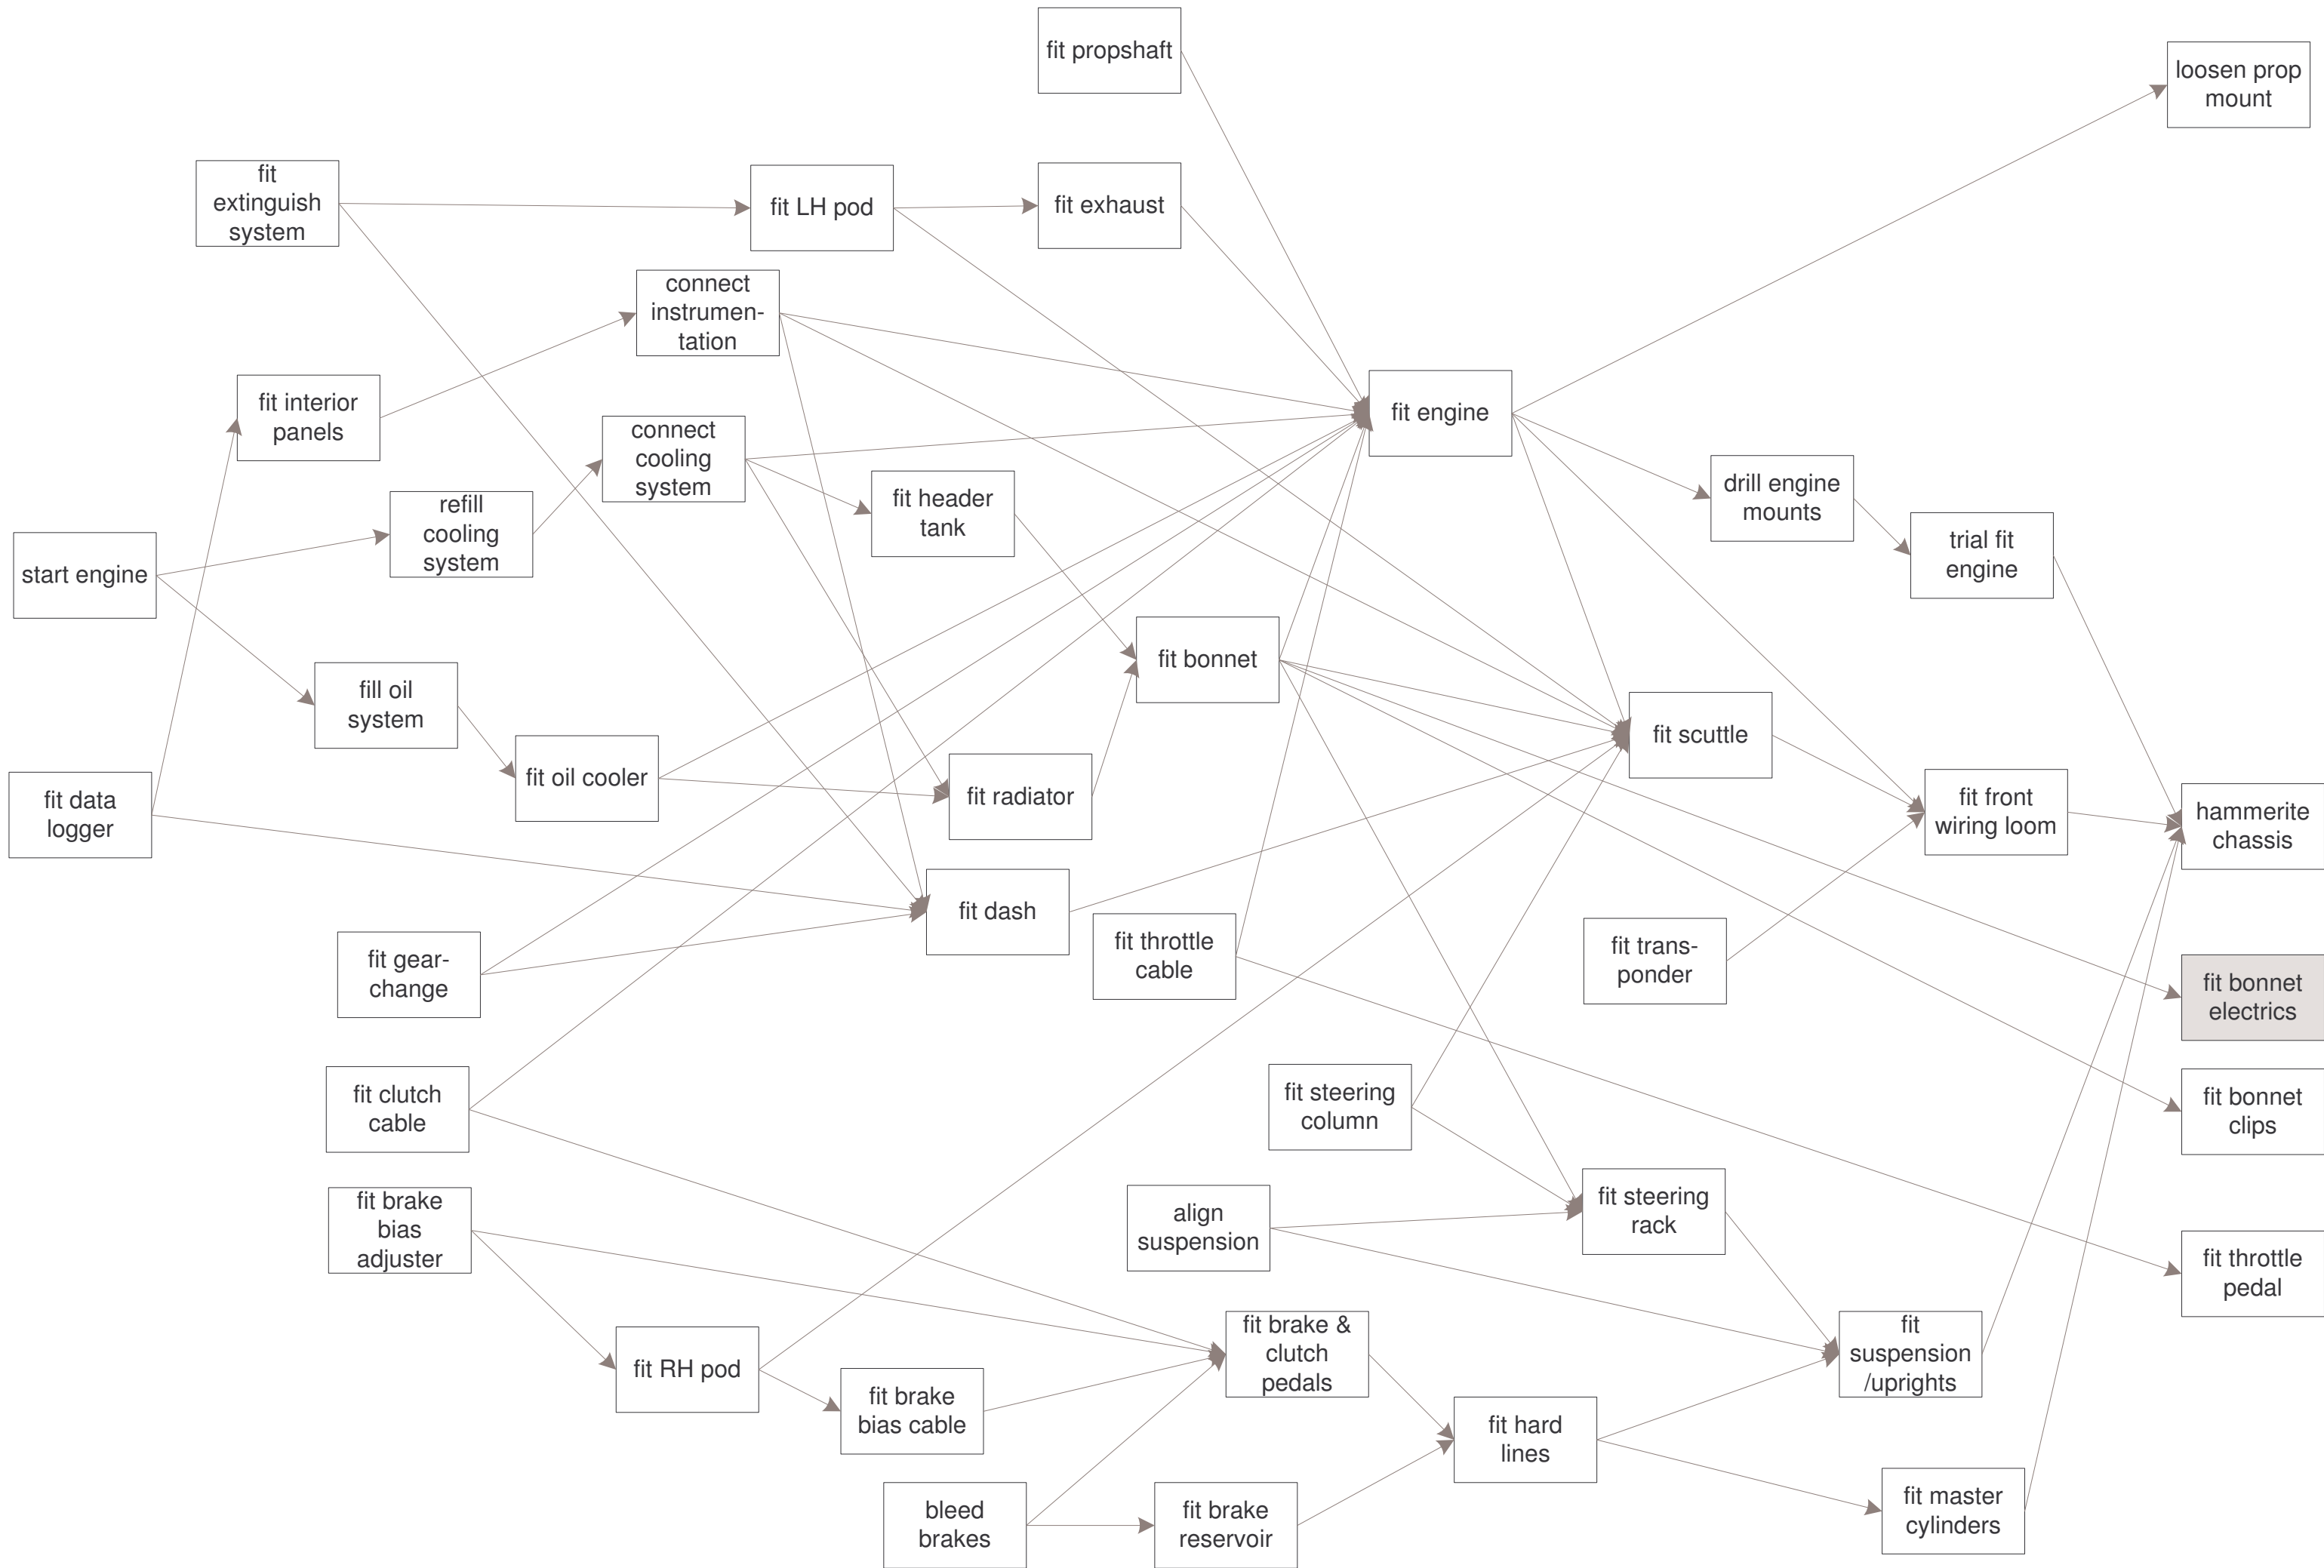 fit propshaft
loosen prop
mount
fit
extinguish
system
fit LH pod
fit exhaust
connect
instrumen-
tation
fit interior
panels
fit engine
connect
cooling
system
fit header
tank
drill engine
mounts
refill
cooling
system
trial fit
engine
start engine
fit bonnet
fill oil
system
fit scuttle
fit oil cooler
fit radiator
fit data
logger
fit front
wiring loom
hammerite
chassis
fit dash
fit throttle
cable
fit trans-
ponder
fit gear-
change
fit bonnet
electrics
fit clutch
cable
fit steering
column
fit bonnet
clips
fit brake
bias
adjuster
align
suspension
fit steering
rack
fit throttle
pedal
fit RH pod
fit brake &
clutch
pedals
fit
suspension
/uprights
fit brake
bias cable
fit hard
lines
bleed
brakes
fit brake
reservoir
fit master
cylinders